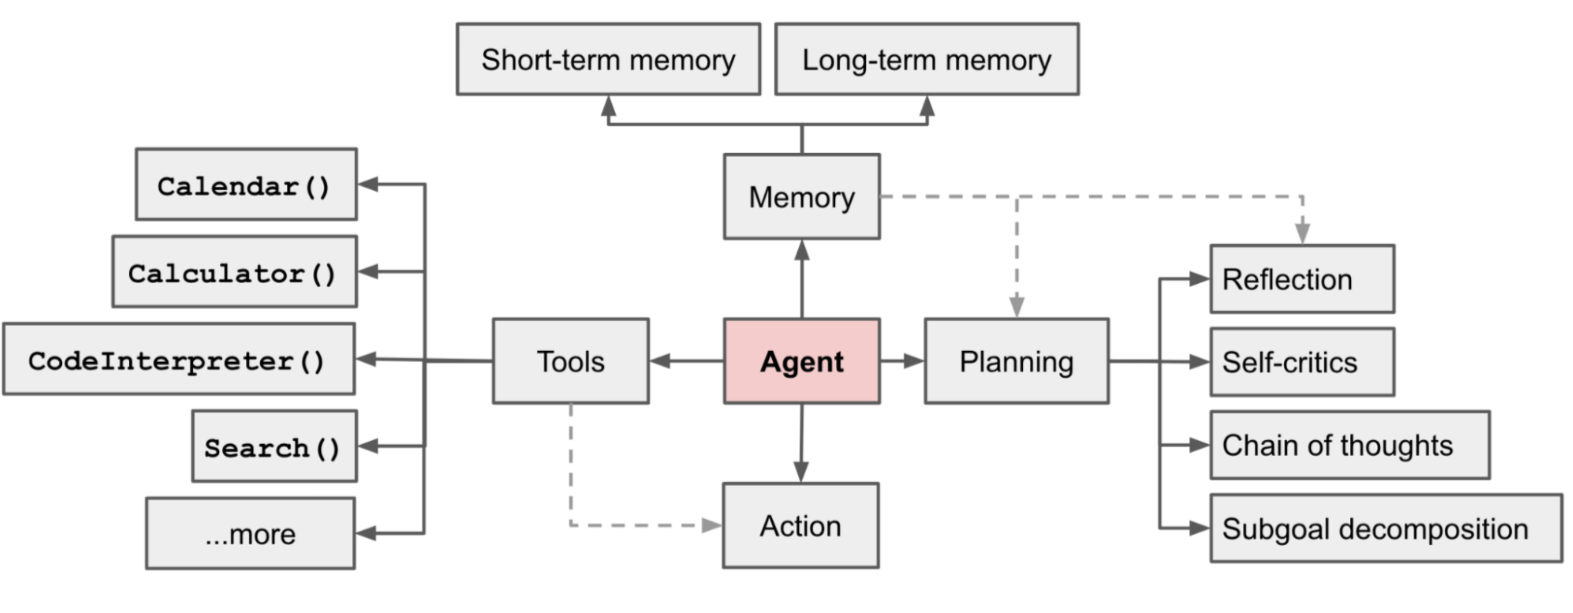 Short-term memory
Long-term memory
Calendar()
Memory
Calculator()
Reflection
CodeInterpreter()
Tools
Agent
Planning
Self-critics
Search()
Chain of thoughts
...more
Action
Subgoal decomposition